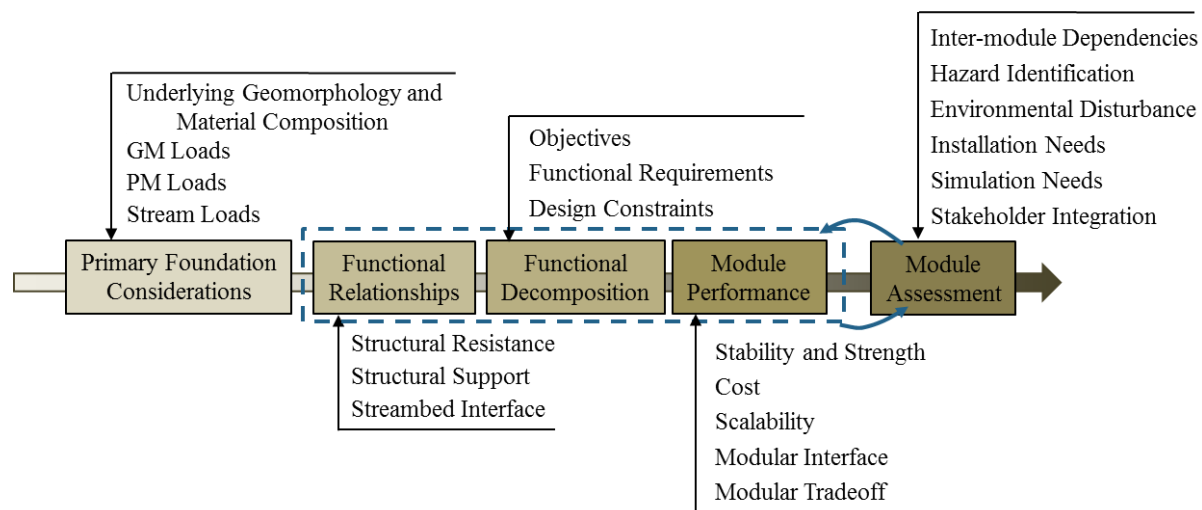 Underlying Geomorphology and
Material Composition
GM Loads
PM Loads
Stream Loads
Objectives
Functional Requirements
Design Constraints
Inter-module Dependencies
Hazard Identification
Environmental Disturbance
Installation Needs
Simulation Needs
Stakeholder Integration
Primary Foundation
Considerations
Functional
Relationships
Functional
Decomposition
Module
Performance
Module
Assessment
Structural Resistance
Structural Support
Streambed Interface
Stability and Strength
Cost
Scalability
Modular Interface
Modular Tradeoff